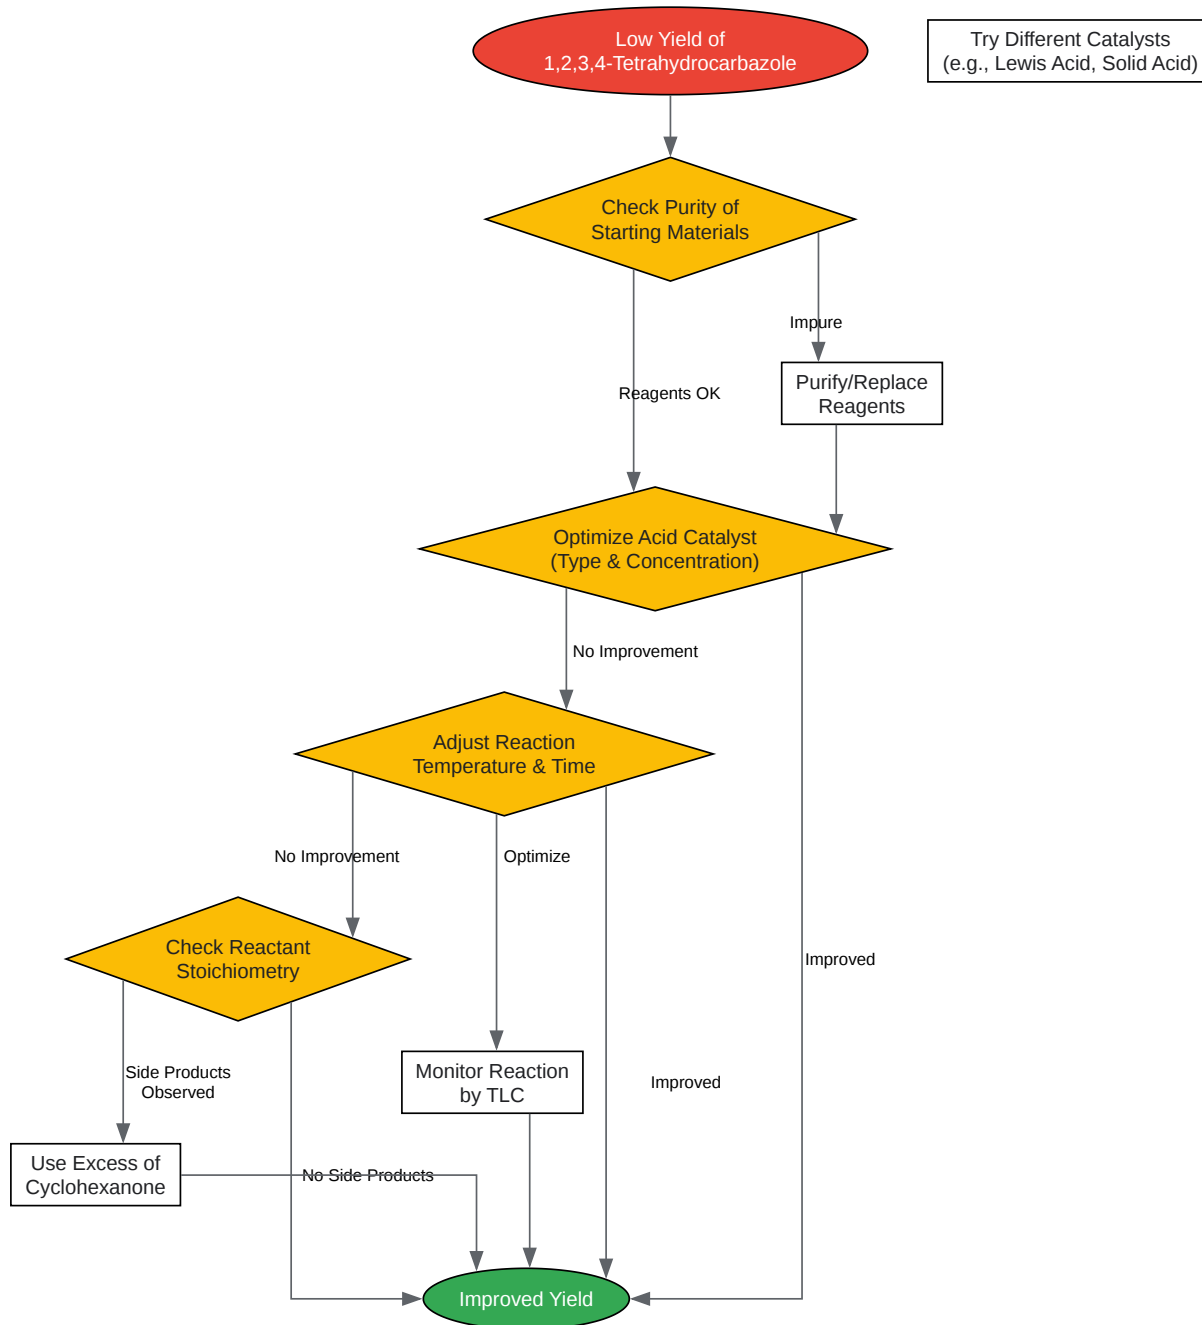 Low Yield of
1,2,3,4-Tetrahydrocarbazole
Try Different Catalysts
(e.g., Lewis Acid, Solid Acid)
Check Purity of
Starting Materials
Impure
Purify/Replace
Reagents
Reagents OK
Optimize Acid Catalyst
(Type & Concentration)
No Improvement
Adjust Reaction
Temperature & Time
No Improvement
Optimize
Check Reactant
Stoichiometry
Improved
Side Products
Observed
Monitor Reaction
by TLC
Improved
Use Excess of
Cyclohexanone
No Side Products
Improved Yield